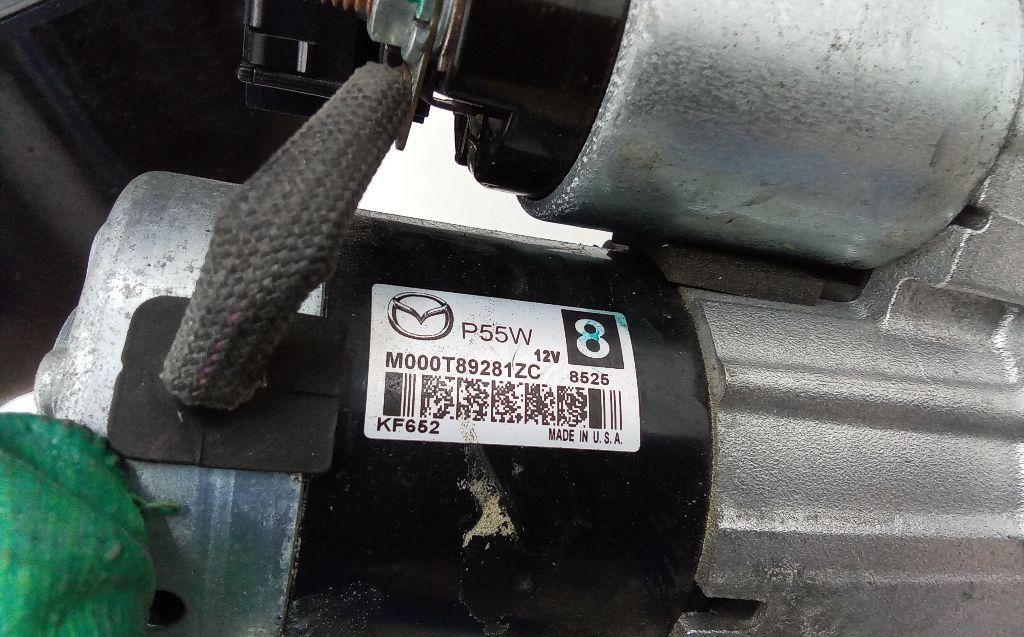 P55W
12V
8
M000T89281ZC
8525
KF652
MADE IN U.S.A.